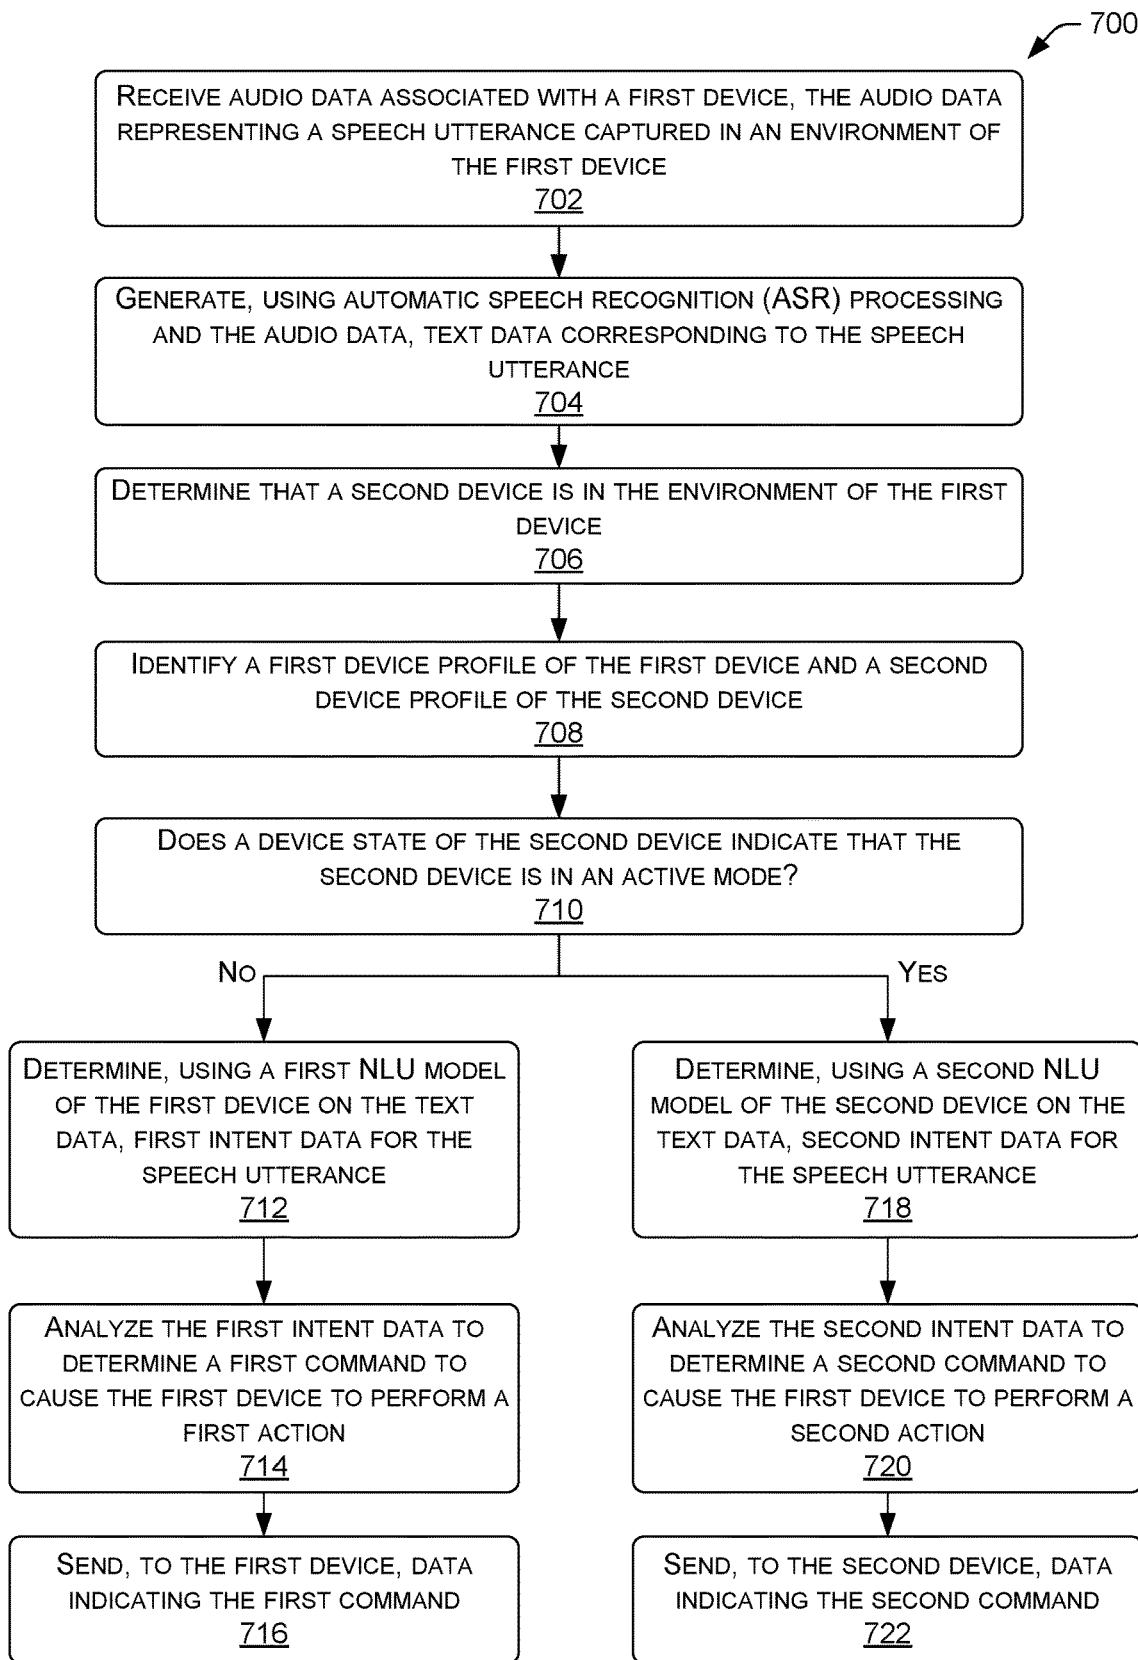 700
RECEIVE AUDIO DATA ASSOCIATED WITH A FIRST DEVICE, THE AUDIO DATA
REPRESENTING A SPEECH UTTERANCE CAPTURED IN AN ENVIRONMENT OF
THE FIRST DEVICE
702
GENERATE, USING AUTOMATIC SPEECH RECOGNITION (ASR) PROCESSING
AND THE AUDIO DATA, TEXT DATA CORRESPONDING TO THE SPEECH
UTTERANCE
704
DETERMINE THAT A SECOND DEVICE IS IN THE ENVIRONMENT OF THE FIRST
DEVICE
706
IDENTIFY A FIRST DEVICE PROFILE OF THE FIRST DEVICE AND A SECOND
DEVICE PROFILE OF THE SECOND DEVICE
708
DOES A DEVICE STATE OF THE SECOND DEVICE INDICATE THAT THE
SECOND DEVICE IS IN AN ACTIVE MODE?
710
NO
YES
DETERMINE, USING A FIRST NLU MODEL
OF THE FIRST DEVICE ON THE TEXT
DATA, FIRST INTENT DATA FOR THE
SPEECH UTTERANCE
712
ANALYZE THE FIRST INTENT DATA TO
DETERMINE A FIRST COMMAND TO
CAUSE THE FIRST DEVICE TO PERFORM A
FIRST ACTION
714
SEND, TO THE FIRST DEVICE, DATA
INDICATING THE FIRST COMMAND
716
DETERMINE, USING A SECOND NLU
MODEL OF THE SECOND DEVICE ON THE
TEXT DATA, SECOND INTENT DATA FOR
THE SPEECH UTTERANCE
718
ANALYZE THE SECOND INTENT DATA TO
DETERMINE A SECOND COMMAND TO
CAUSE THE FIRST DEVICE TO PERFORM A
SECOND ACTION
720
SEND, TO THE SECOND DEVICE, DATA
INDICATING THE SECOND COMMAND
722